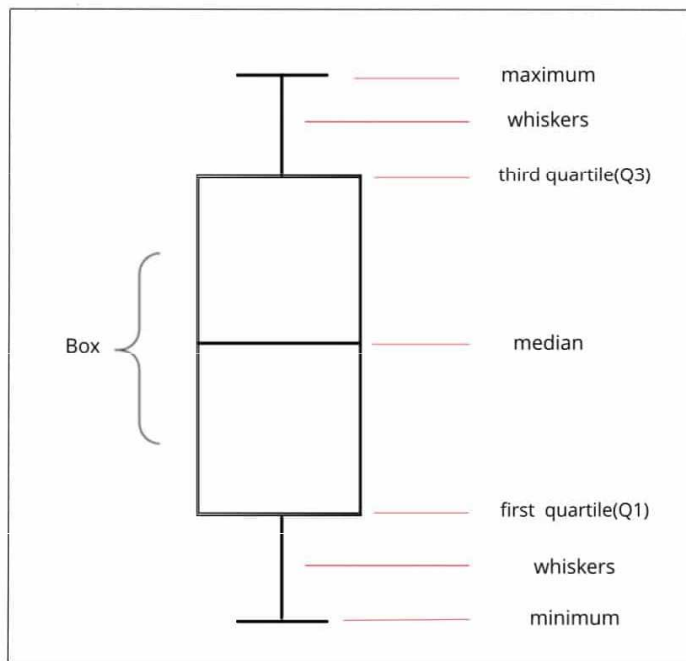 maximum
whiskers
third quartile(Q3)
Box
median
first quartile(Q1)
whiskers
minimum